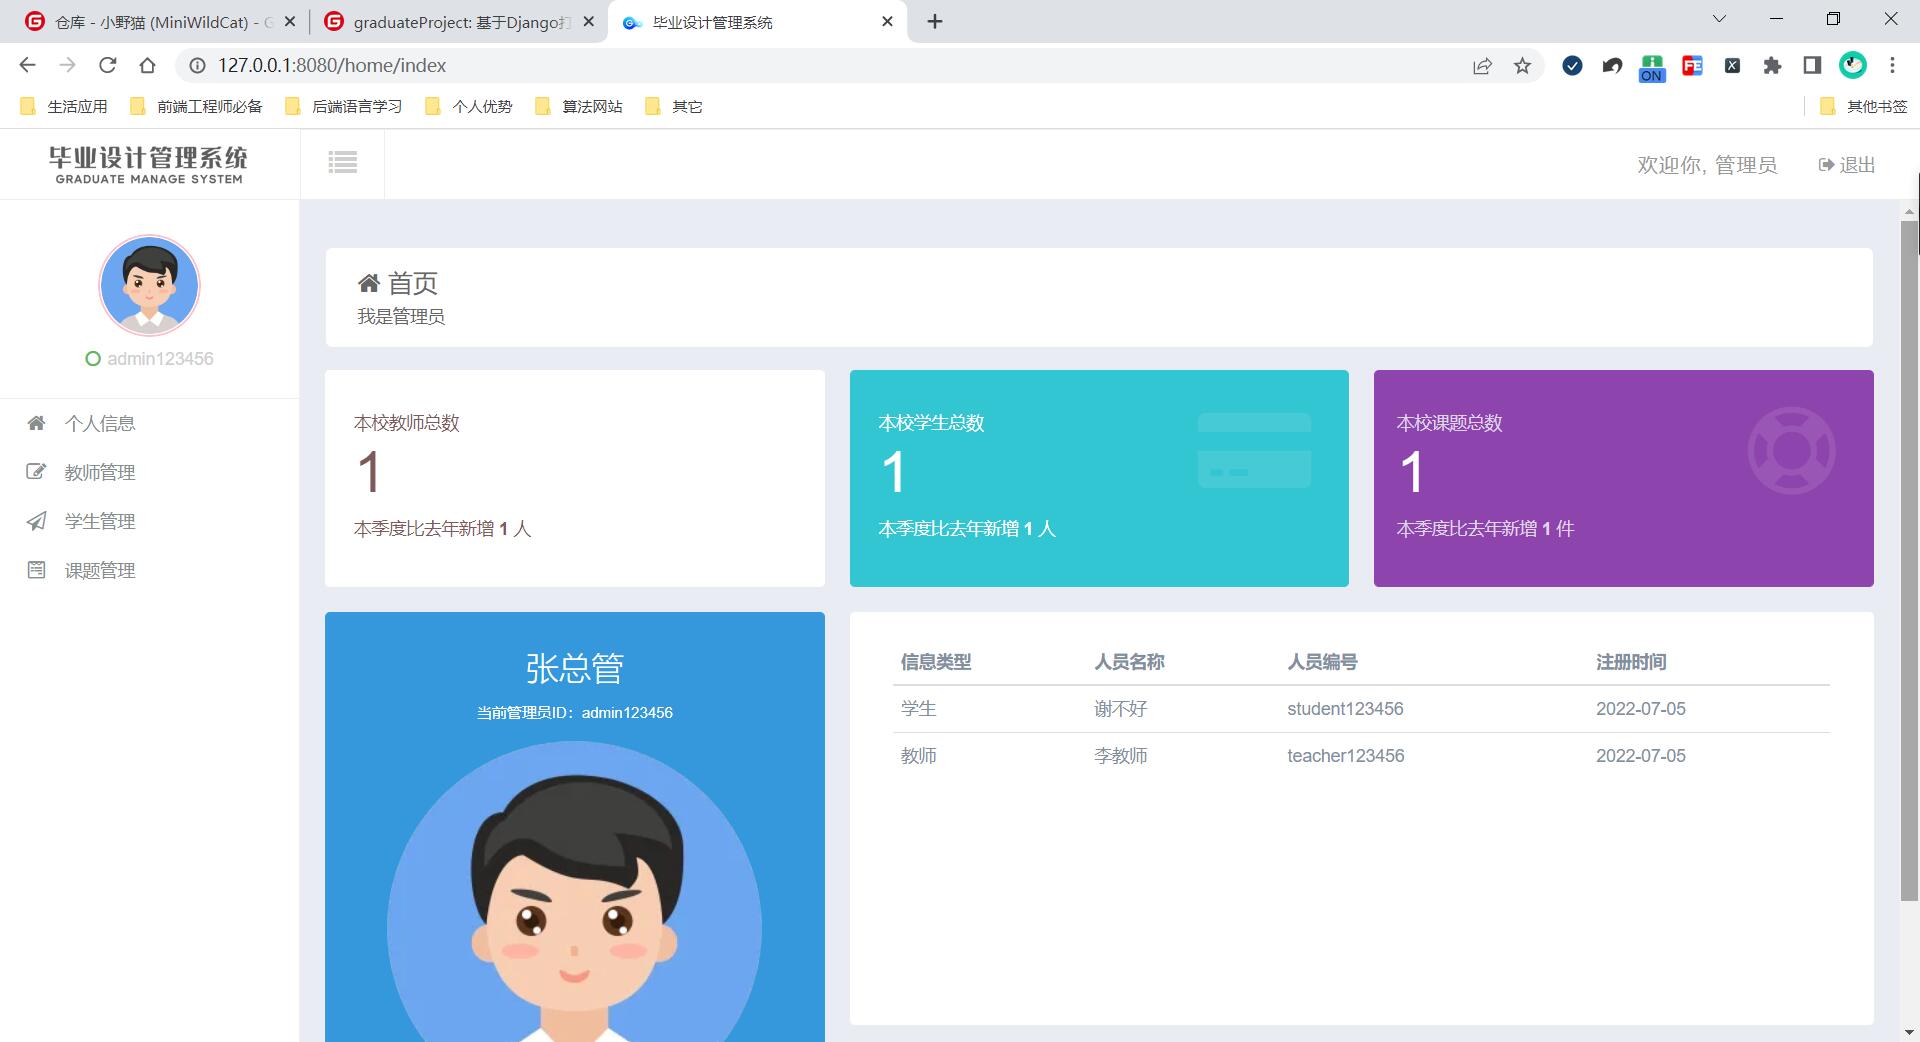 仓库 - 小野猫 (MiniWildCat) - G
graduateProject: 基于Django打
毕业设计管理系统
127.0.0.1:8080/home/index
ON
FE
X
生活应用
前端工程师必备
后端语言学习
个人优势
算法网站
其它
其他书签
毕业设计管理系统
GRADUATE MANAGE SYSTEM
欢迎你, 管理员
退出
admin123456
个人信息
教师管理
学生管理
课题管理
首页
我是管理员
本校教师总数
1
本季度比去年新增 1 人
本校学生总数
1
本季度比去年新增 1 人
本校课题总数
1
本季度比去年新增 1 件
张总管
当前管理员ID：admin123456
信息类型 人员名称 人员编号 注册时间
学生 谢不好 student123456 2022-07-05
教师 李教师 teacher123456 2022-07-05